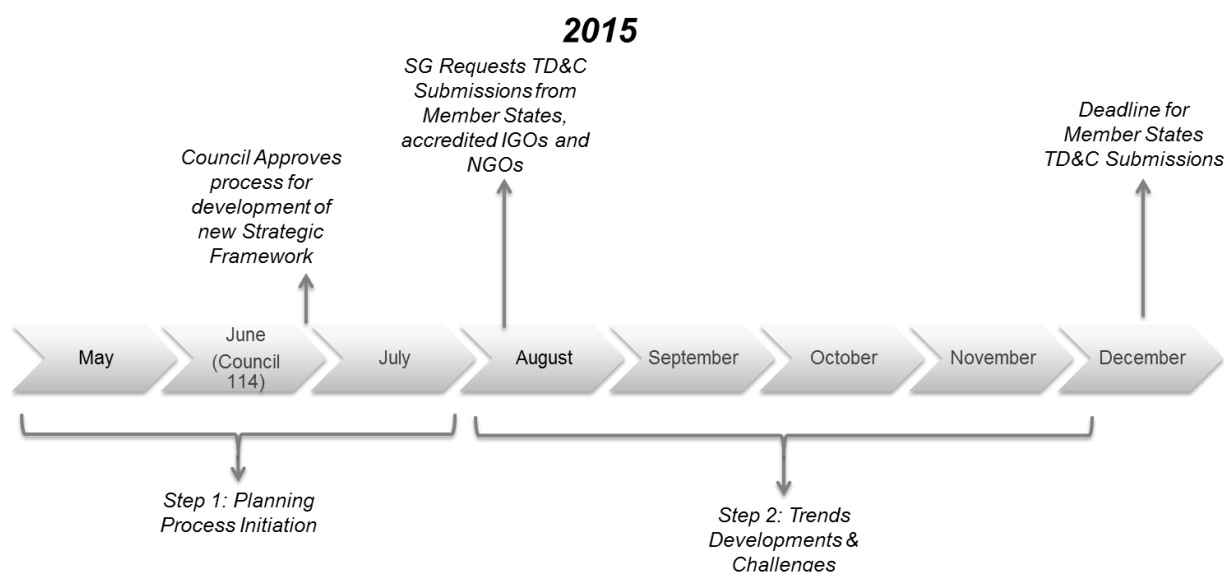 2015
SG Requests TD&C
Submissions from
Member States,
accredited IGOs and
NGOs
Deadline for
Member States
TD&C Submissions
Council Approves
process for
development of
new Strategic
Framework
May
June
(Council
114)
July
August
September
October
November
December
Step 1: Planning
Process Initiation
Step 2: Trends
Developments &
Challenges